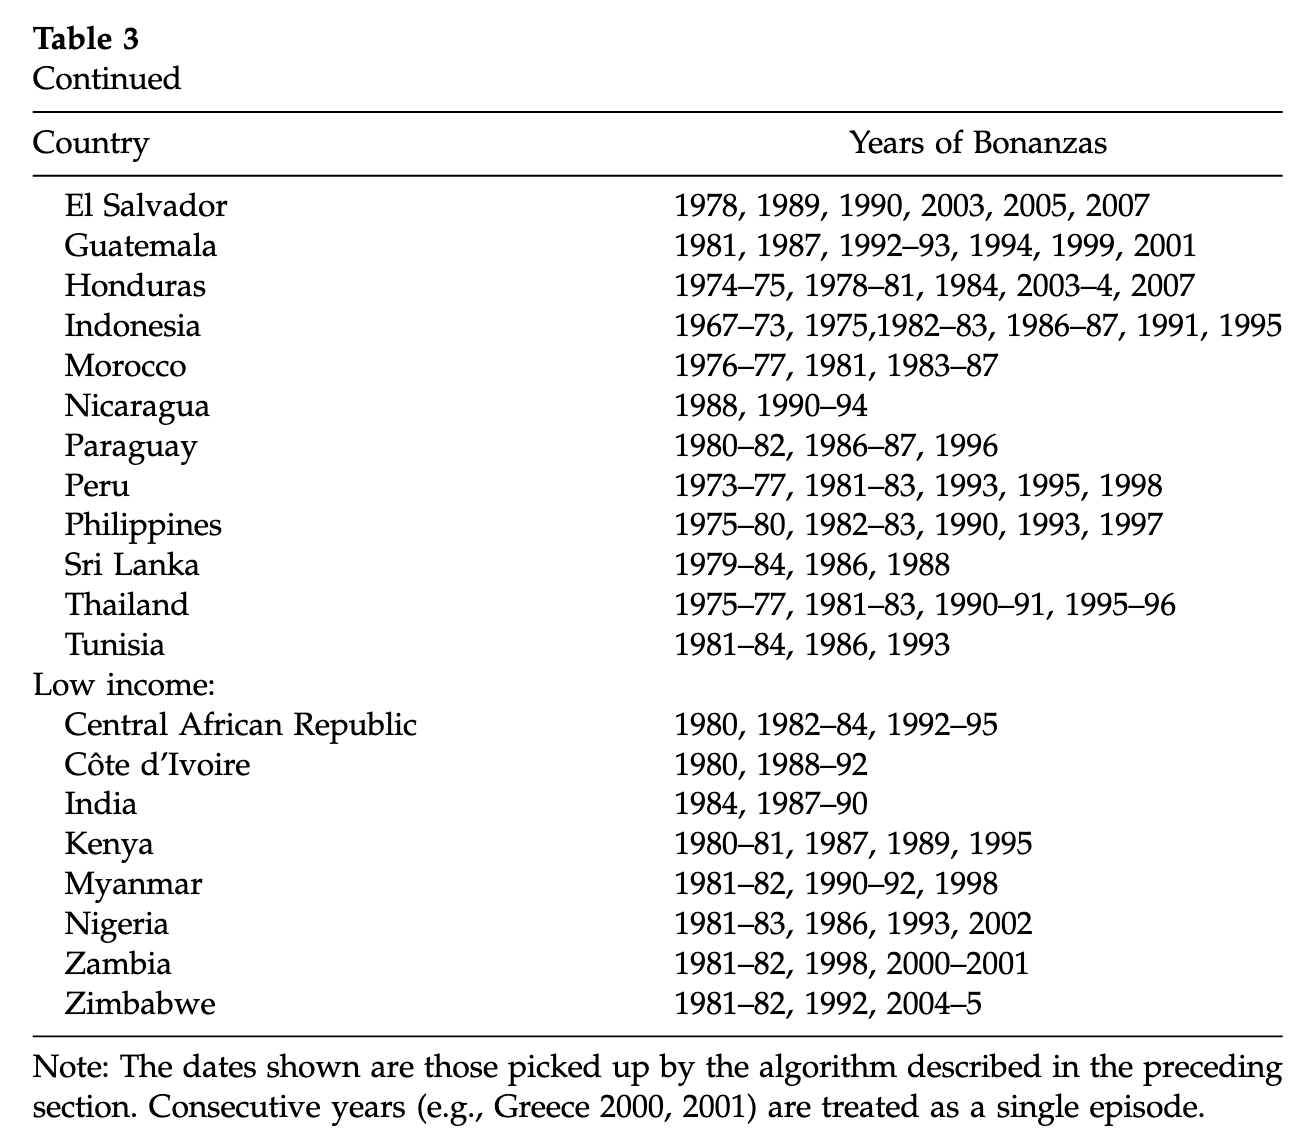 Table 3
Continued
Country Years of Bonanzas
El Salvador 1978, 1989, 1990, 2003, 2005, 2007
Guatemala 1981, 1987, 1992–93, 1994, 1999, 2001
Honduras 1974–75, 1978–81, 1984, 2003–4, 2007
Indonesia 1967–73, 1975,1982–83, 1986–87, 1991, 1995
Morocco 1976–77, 1981, 1983–87
Nicaragua 1988, 1990–94
Paraguay 1980–82, 1986–87, 1996
Peru 1973–77, 1981–83, 1993, 1995, 1998
Philippines 1975–80, 1982–83, 1990, 1993, 1997
Sri Lanka 1979–84, 1986, 1988
Thailand 1975–77, 1981–83, 1990–91, 1995–96
Tunisia 1981–84, 1986, 1993
Low income:
Central African Republic 1980, 1982–84, 1992–95
Côte d’Ivoire 1980, 1988–92
India 1984, 1987–90
Kenya 1980–81, 1987, 1989, 1995
Myanmar 1981–82, 1990–92, 1998
Nigeria 1981–83, 1986, 1993, 2002
Zambia 1981–82, 1998, 2000–2001
Zimbabwe 1981–82, 1992, 2004–5
Note: The dates shown are those picked up by the algorithm described in the preceding
section. Consecutive years (e.g., Greece 2000, 2001) are treated as a single episode.